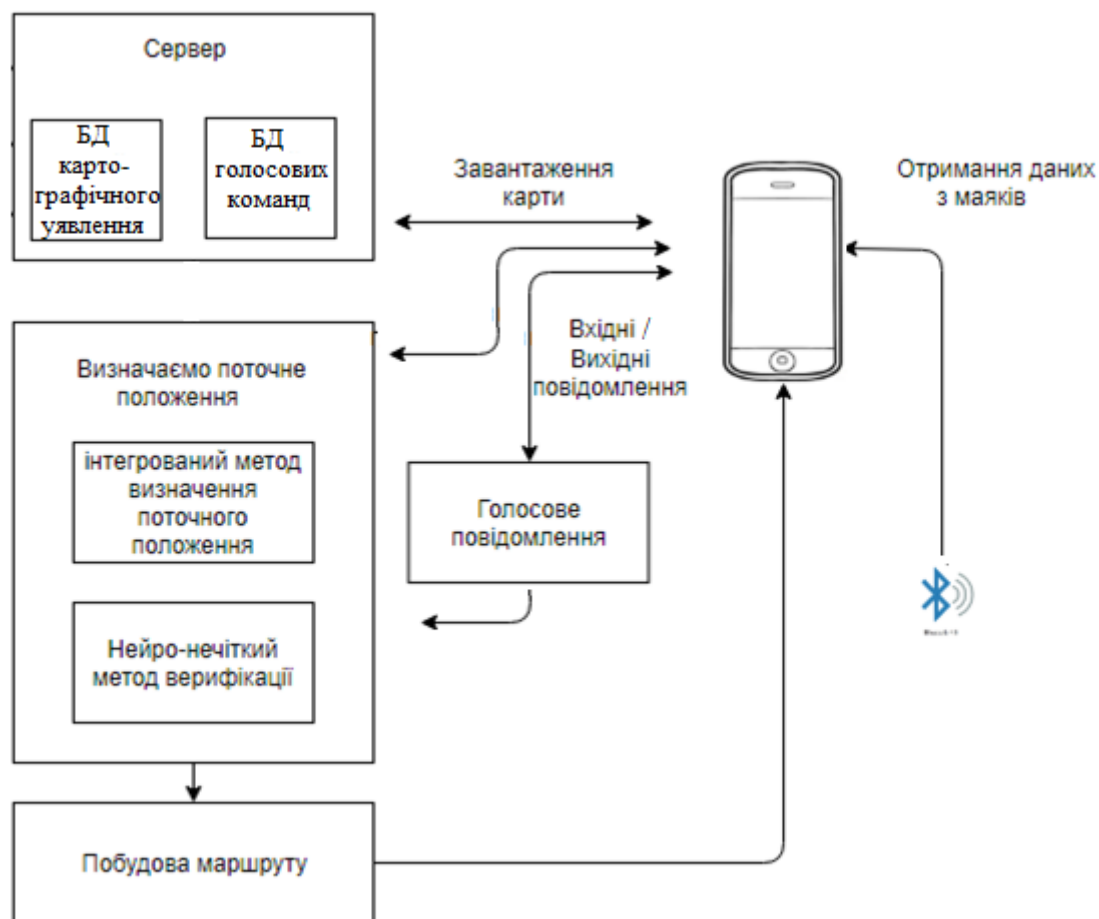 Сервер
БД
карто-
графічного
уявлення
БД
голосових
команд
Завантаження
карти
Отримання даних
з маяків
Вхідні /
Вихідні
повідомлення
Визначаємо поточне
положення
інтегрований метод
визначення
поточного
положення
Голосове
повідомлення
Нейро-нечіткий
метод верифікації
Побудова маршруту